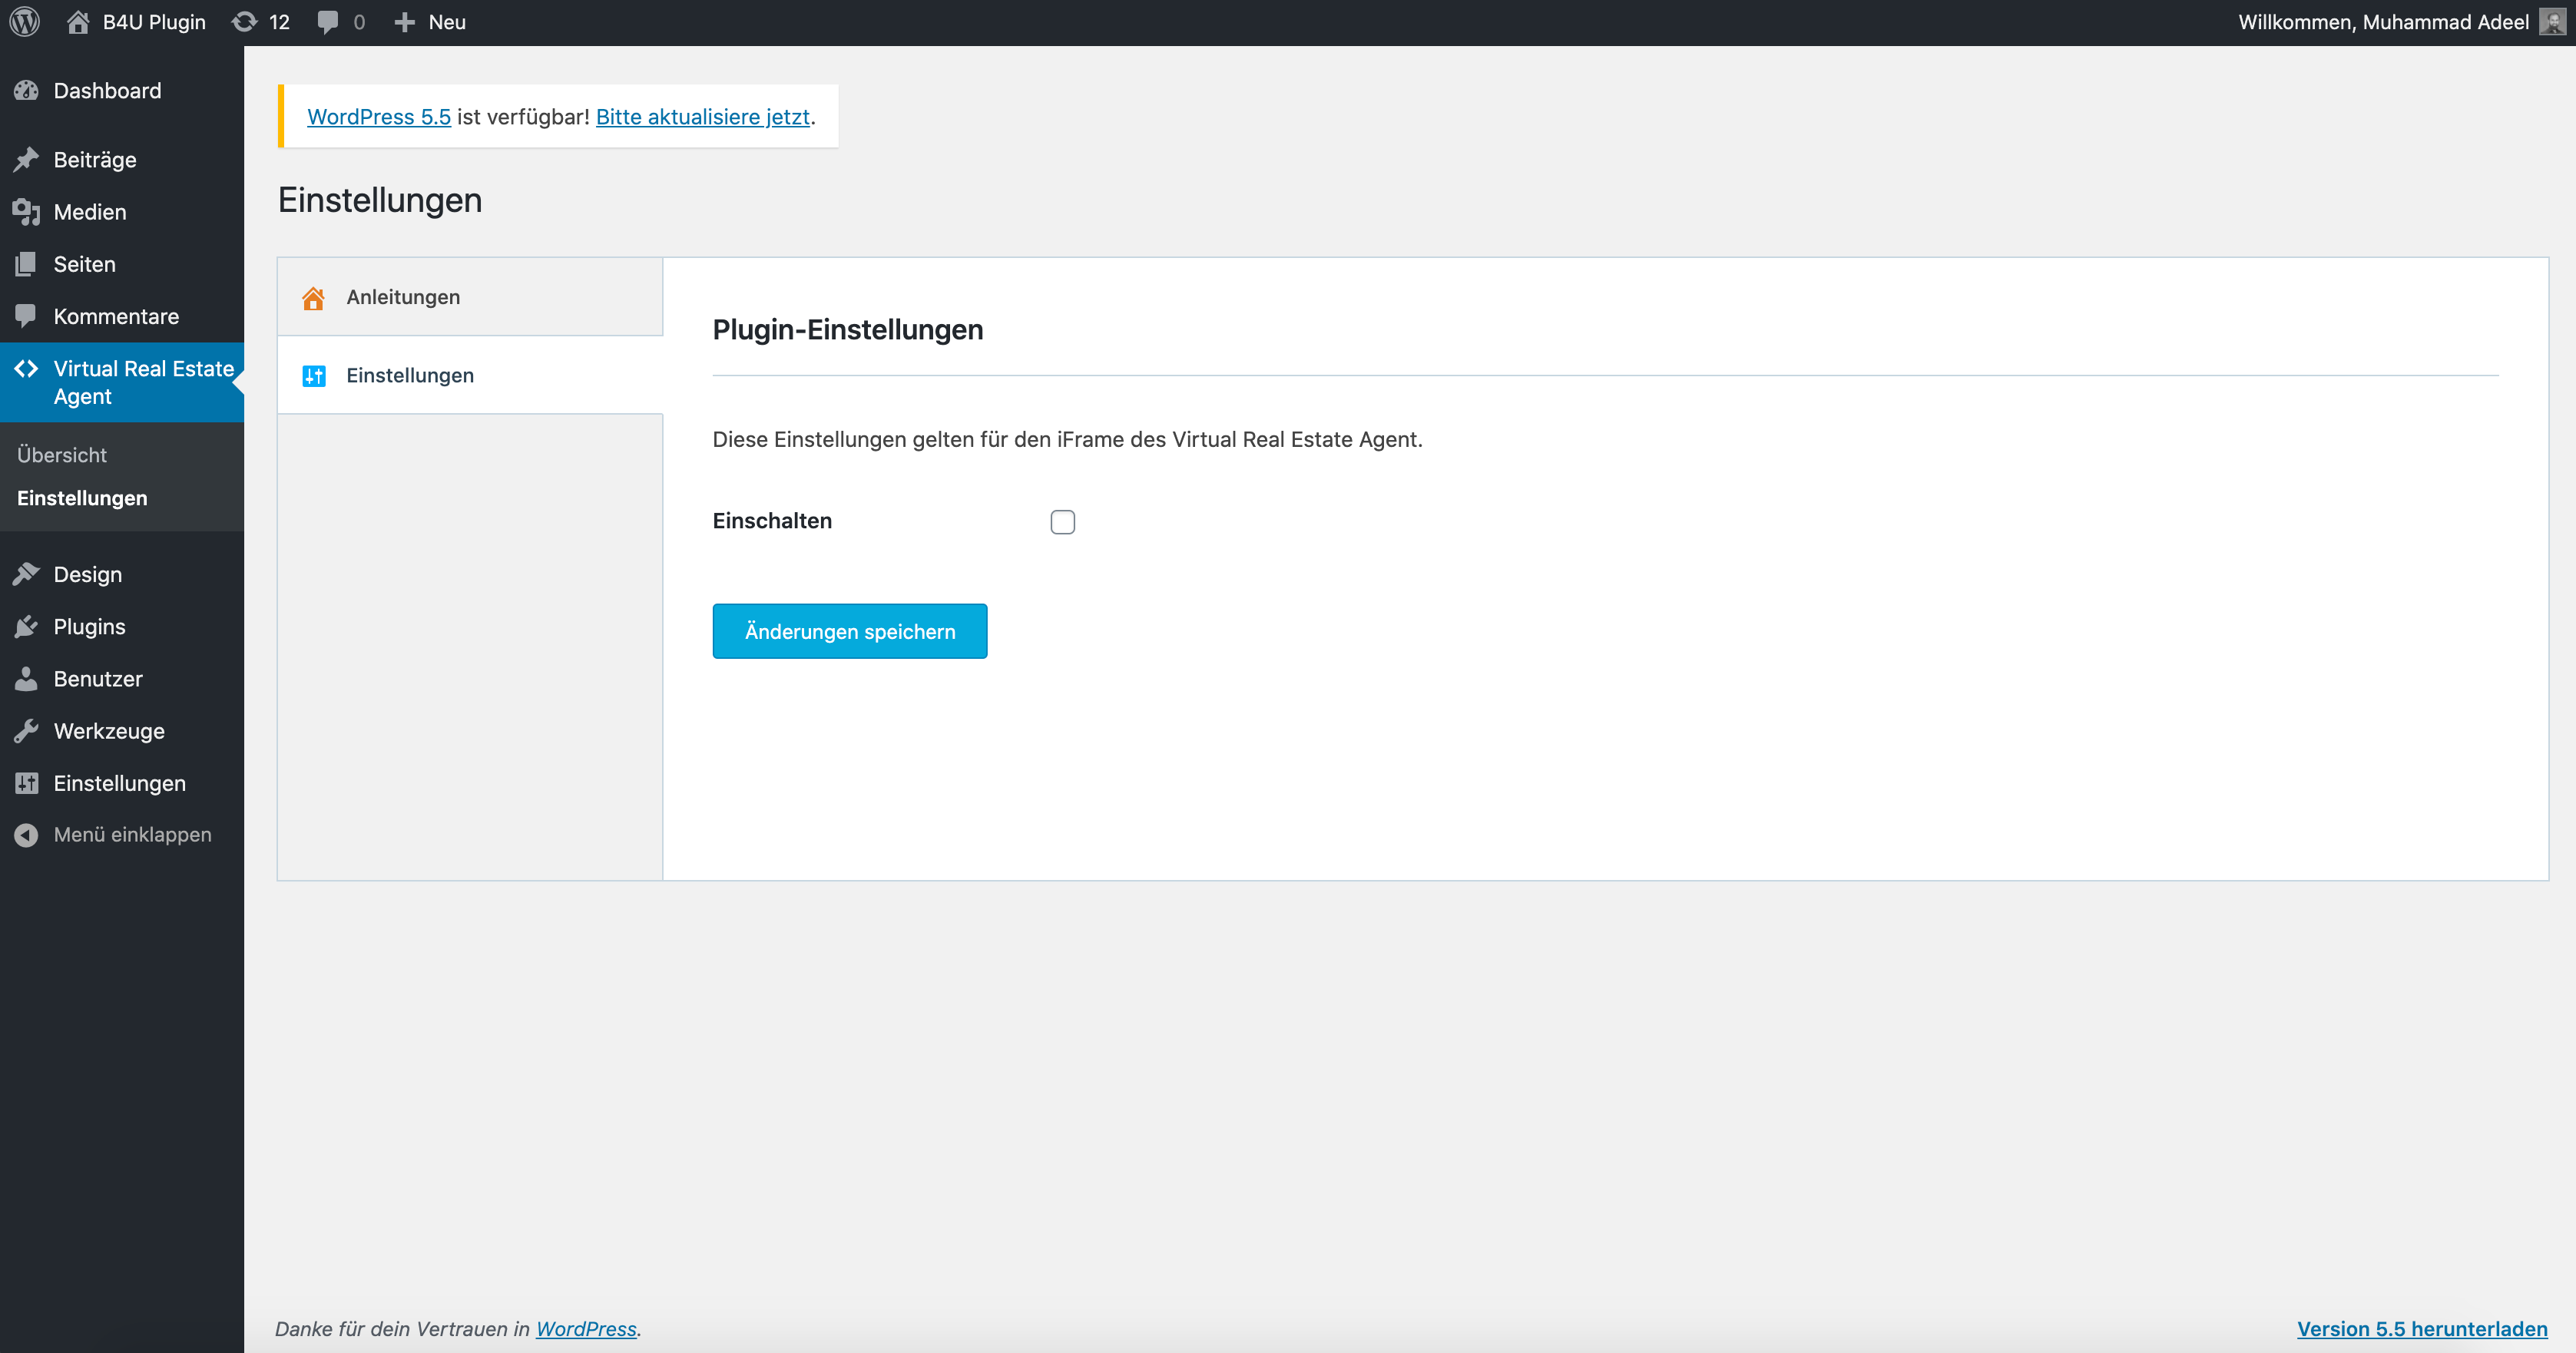 B4U Plugin 12 0 Neu Willkommen, Muhammad Adeel
Dashboard
Beiträge
Medien
Seiten
Kommentare
Virtual Real Estate
Agent
Übersicht
Einstellungen
Design
Plugins
Benutzer
Werkzeuge
Einstellungen
Menü einklappen
WordPress 5.5 ist verfügbar! Bitte aktualisiere jetzt.
Einstellungen
Anleitungen
Einstellungen
Plugin-Einstellungen
Diese Einstellungen gelten für den iFrame des Virtual Real Estate Agent.
Einschalten
Änderungen speichern
Danke für dein Vertrauen in WordPress.
Version 5.5 herunterladen